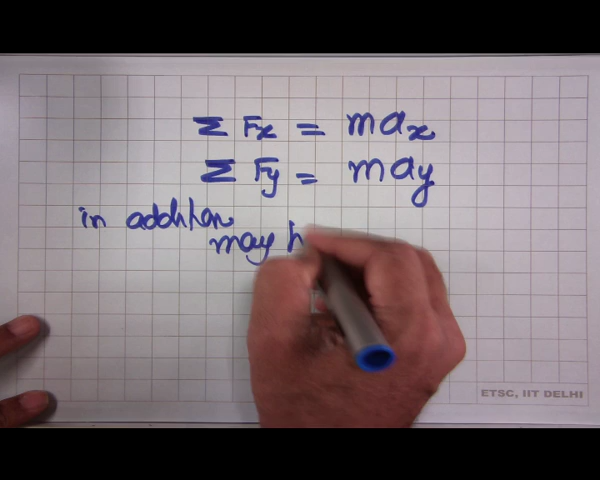 Σ Fx = max
Σ Fy = may
in addition
may h
ETSC, IIT DELHI